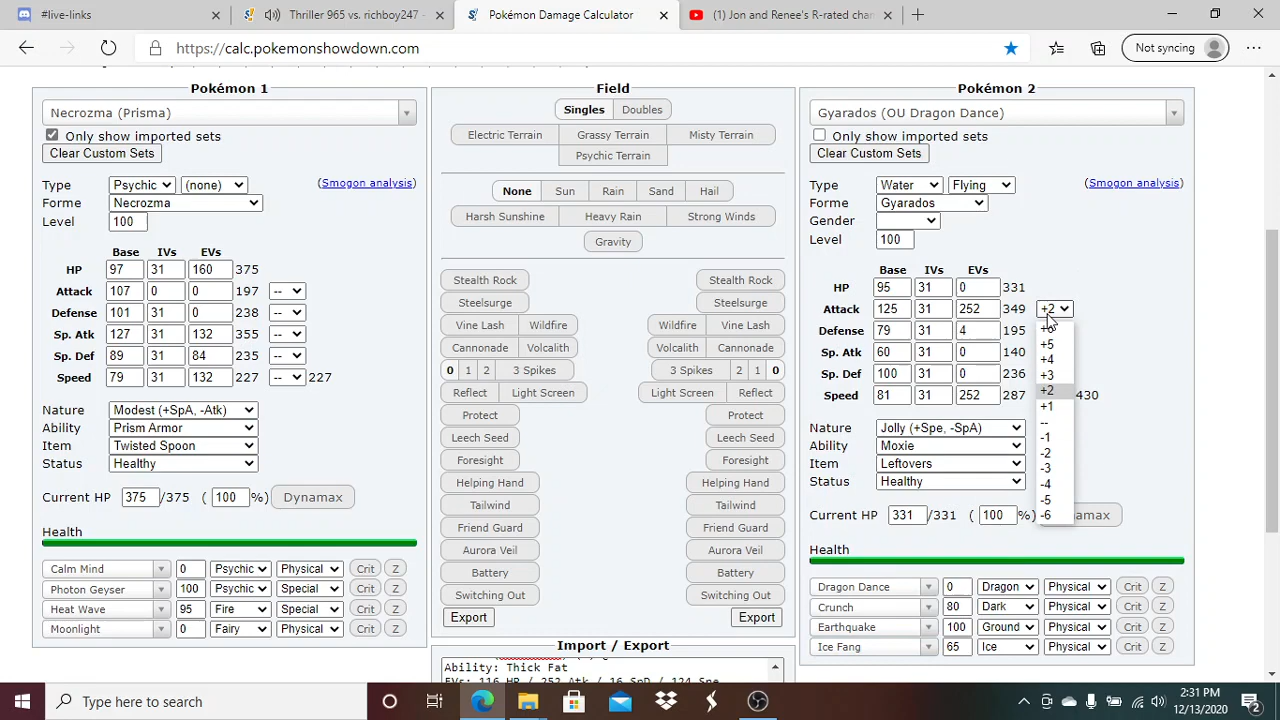 #live-links
Thriller 965 vs. richboy247 -
Pokémon Damage Calculator
(1) Jon and Renee's R-rated chan
https://calc.pokemonshowdown.com
Not syncing
Pokémon 1
Field
Pokémon 2
Necrozma (Prisma)
Singles Doubles
Gyarados (OU Dragon Dance)
Only show imported sets
Electric Terrain Grassy Terrain Misty Terrain
Only show imported sets
Clear Custom Sets
Psychic Terrain
Clear Custom Sets
Type Psychic (none) (Smogon analysis)
None Sun Rain Sand Hail
Type Water Flying (Smogon analysis)
Forme Necrozma
Harsh Sunshine Heavy Rain Strong Winds
Forme Gyarados
Level 100
Gender
Gravity
Level 100
Base IVs EVs
HP 97 31 160 375
Attack 107 0 0 197 --
Defense 101 31 0 238 --
Sp. Atk 127 31 132 355 --
Sp. Def 89 31 84 235 --
Speed 79 31 132 227 -- 227
Nature Modest (+SpA, -Atk)
Ability Prism Armor
Item Twisted Spoon
Status Healthy
Current HP 375 /375 ( 100 %) Dynamax
Health
Calm Mind 0 Psychic Physical Crit Z
Photon Geyser 100 Psychic Special Crit Z
Heat Wave 95 Fire Special Crit Z
Moonlight 0 Fairy Physical Crit Z
Stealth Rock Stealth Rock
Steelsurge Steelsurge
Vine Lash Wildfire Wildfire Vine Lash
Cannonade Volcalith Volcalith Cannonade
0 1 2 3 Spikes 3 Spikes 2 1 0
Reflect Light Screen Light Screen Reflect
Protect Protect
Leech Seed Leech Seed
Foresight Foresight
Helping Hand Helping Hand
Tailwind Tailwind
Friend Guard Friend Guard
Aurora Veil Aurora Veil
Battery Battery
Switching Out Switching Out
Export Export
Import / Export
Ability: Thick Fat
EVs: 116 HP / 252 Atk / 16 SpD / 124 Spe
Base IVs EVs
HP 95 31 0 331
Attack 125 31 252 349 +2
Defense 79 31 4 195
Sp. Atk 60 31 0 140
Sp. Def 100 31 0 236
Speed 81 31 252 287 430
+5
+4
+3
+2
+1
--
-1
-2
-3
-4
-5
-6
Nature Jolly (+Spe, -SpA)
Ability Moxie
Item Leftovers
Status Healthy
Current HP 331 /331 ( 100 %)
Health
Dragon Dance 0 Dragon Physical Crit Z
Crunch 80 Dark Physical Crit Z
Earthquake 100 Ground Physical Crit Z
Ice Fang 65 Ice Physical Crit Z
Type here to search
2:31 PM
12/13/2020
2